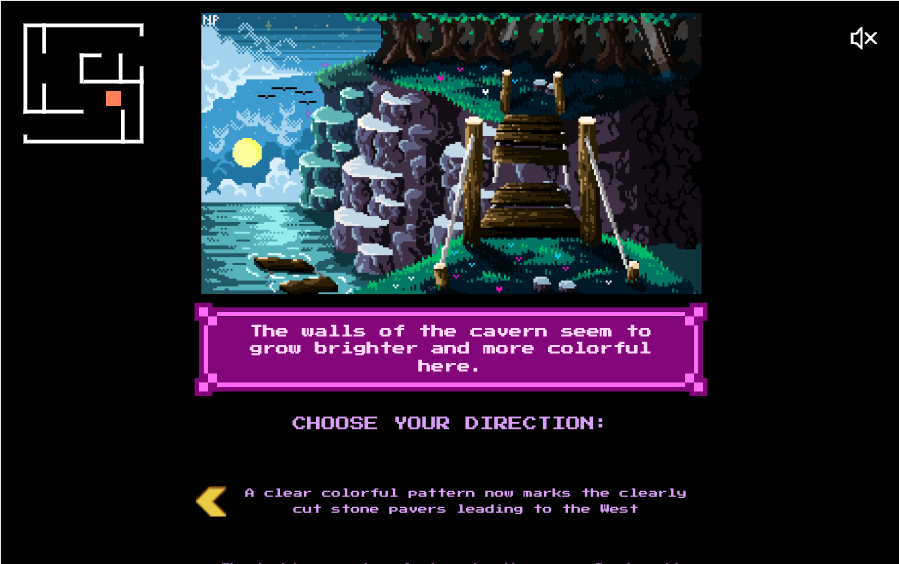 NP
The walls of the cavern seem to
grow brighter and more colorful
here.
CHOOSE YOUR DIRECTION:
A clear colorful pattern now marks the clearly
cut stone pavers leading to the West